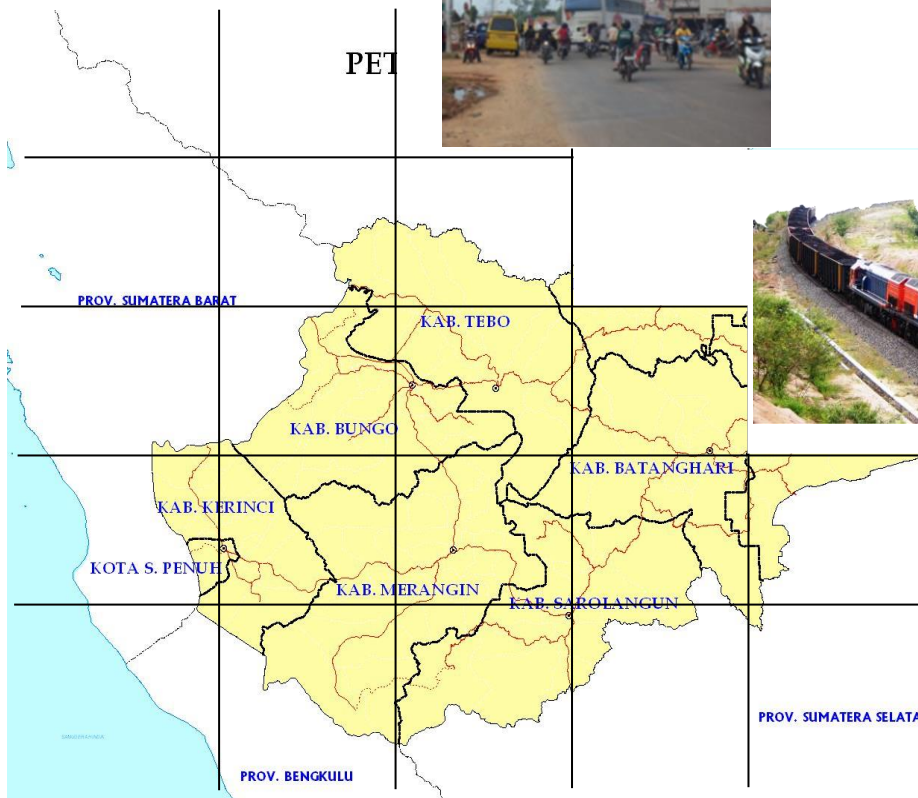 PET
PROV. SUMATERA BARAT
KAB. TEBO
KAB. BUNGO
KAB. BATANGHARI
KAB. KERINCI
KOTA S. PENUH
KAB. MERANGIN
KAB. SAROLANGUN
PROV. SUMATERA SELATA
PROV. BENGKULU